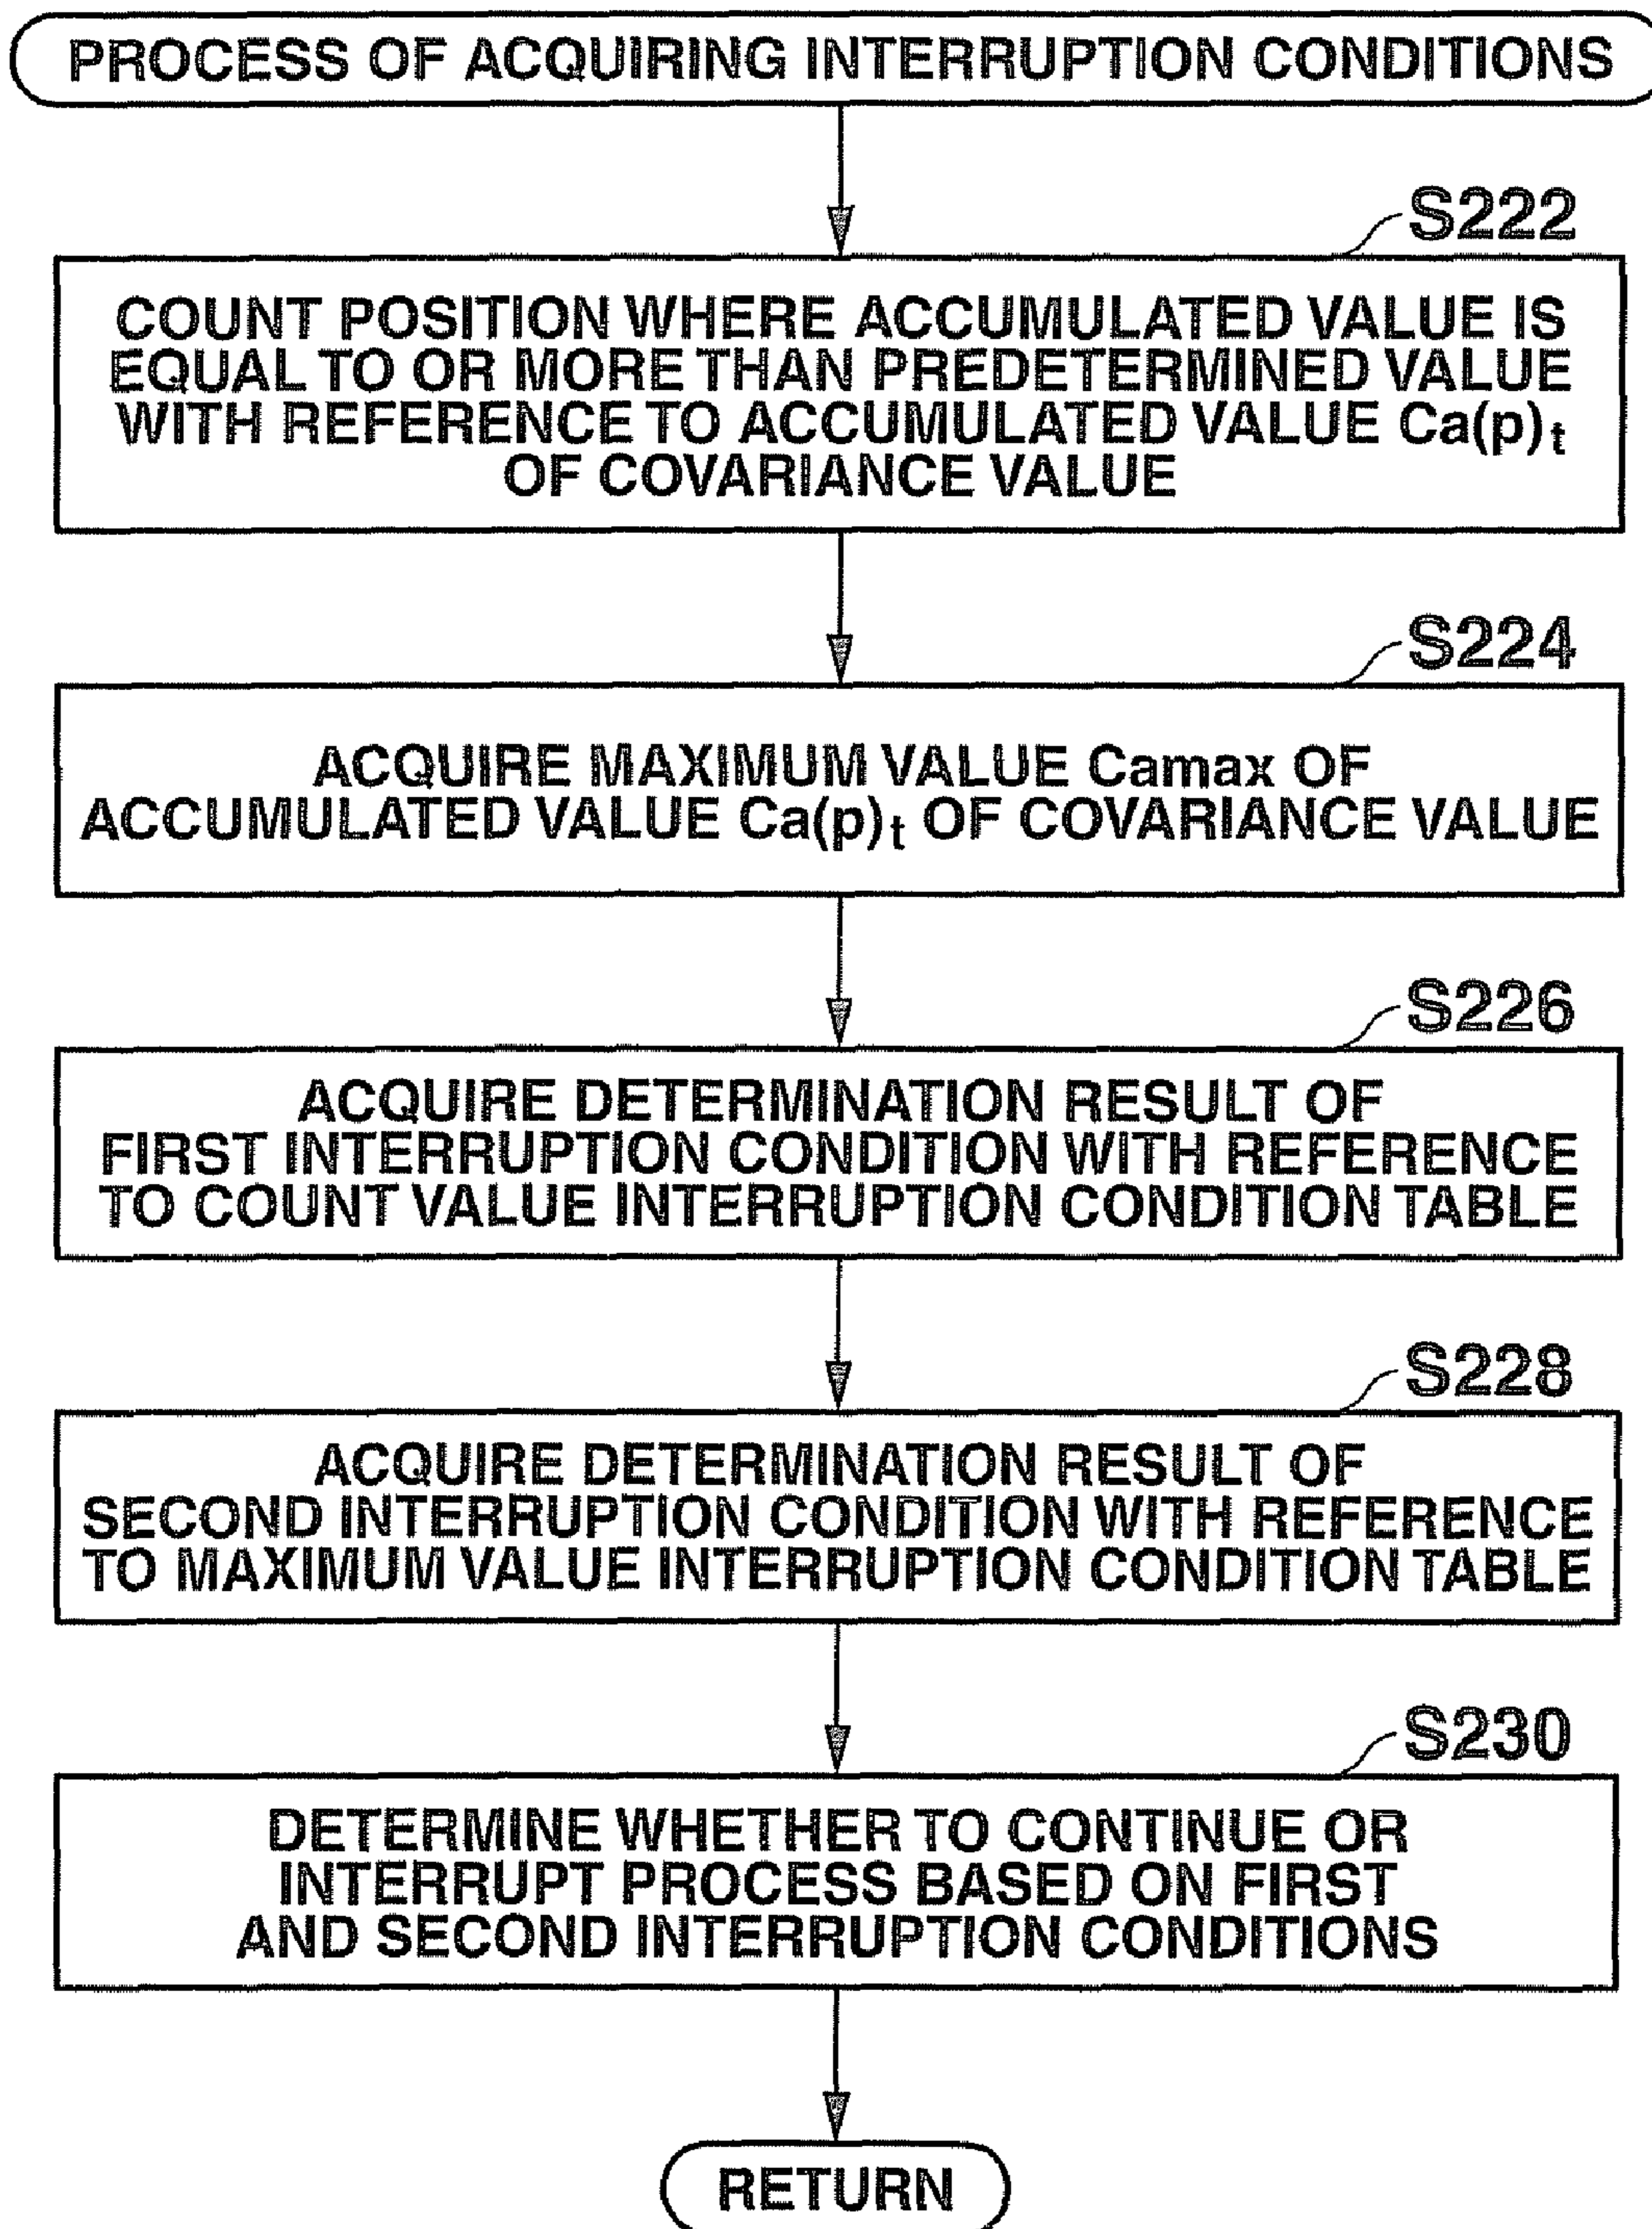 PROCESS OF ACQUIRING INTERRUPTION CONDITIONS
S222
COUNT POSITION WHERE ACCUMULATED VALUE IS
EQUAL TO OR MORE THAN PREDETERMINED VALUE
WITH REFERENCE TO ACCUMULATED VALUE Ca(p)t
OF COVARIANCE VALUE
S224
ACQUIRE MAXIMUM VALUE Camax OF
ACCUMULATED VALUE Ca(p)t OF COVARIANCE VALUE
S226
ACQUIRE DETERMINATION RESULT OF
FIRST INTERRUPTION CONDITION WITH REFERENCE
TO COUNT VALUE INTERRUPTION CONDITION TABLE
S228
ACQUIRE DETERMINATION RESULT OF
SECOND INTERRUPTION CONDITION WITH REFERENCE
TO MAXIMUM VALUE INTERRUPTION CONDITION TABLE
S230
DETERMINE WHETHER TO CONTINUE OR
INTERRUPT PROCESS BASED ON FIRST
AND SECOND INTERRUPTION CONDITIONS
RETURN